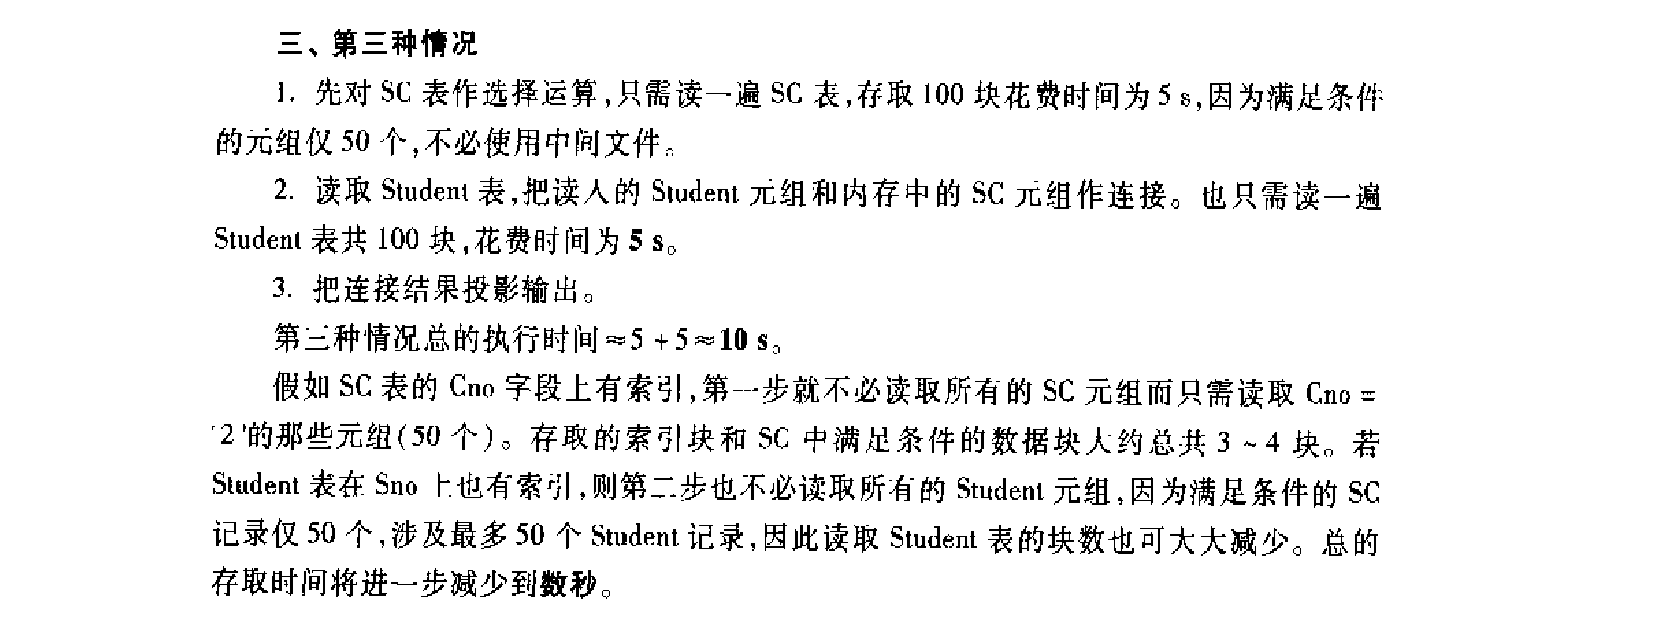 三、第三种情况
1. 先对 SC 表作选择运算,只需读一遍 SC 表,存取 100 块花费时间为 5 s,因为满足条件
的元组仅 50 个,不必使用中间文件。
2. 读取 Student 表,把读入的 Student 元组和内存中的 SC 元组作连接。也只需读一遍
Student 表共 100 块,花费时间为 5 s。
3. 把连接结果投影输出。
第三种情况总的执行时间≈5 + 5≈10 s。
假如 SC 表的 Cno 字段上有索引,第一步就不必读取所有的 SC 元组而只需读取 Cno =
'2'的那些元组(50 个)。存取的索引块和 SC 中满足条件的数据块大约总共 3 ~ 4 块。若
Student 表在 Sno 上也有索引,则第二步也不必读取所有的 Student 元组,因为满足条件的 SC
记录仅 50 个,涉及最多 50 个 Student 记录,因此读取 Student 表的块数也可大大减少。总的
存取时间将进一步减少到数秒。